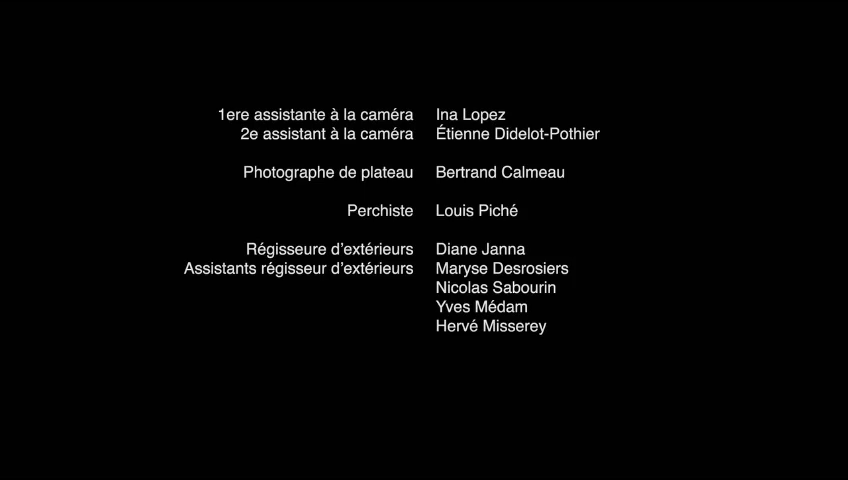 1ere assistante à la caméra Ina Lopez
2e assistant à la caméra Étienne Didelot-Pothier
Photographe de plateau Bertrand Calmeau
Perchiste Louis Piché
Régisseure d'extérieurs Diane Janna
Assistants régisseur d'extérieurs Maryse Desrosiers
Nicolas Sabourin
Yves Médam
Hervé Misserey